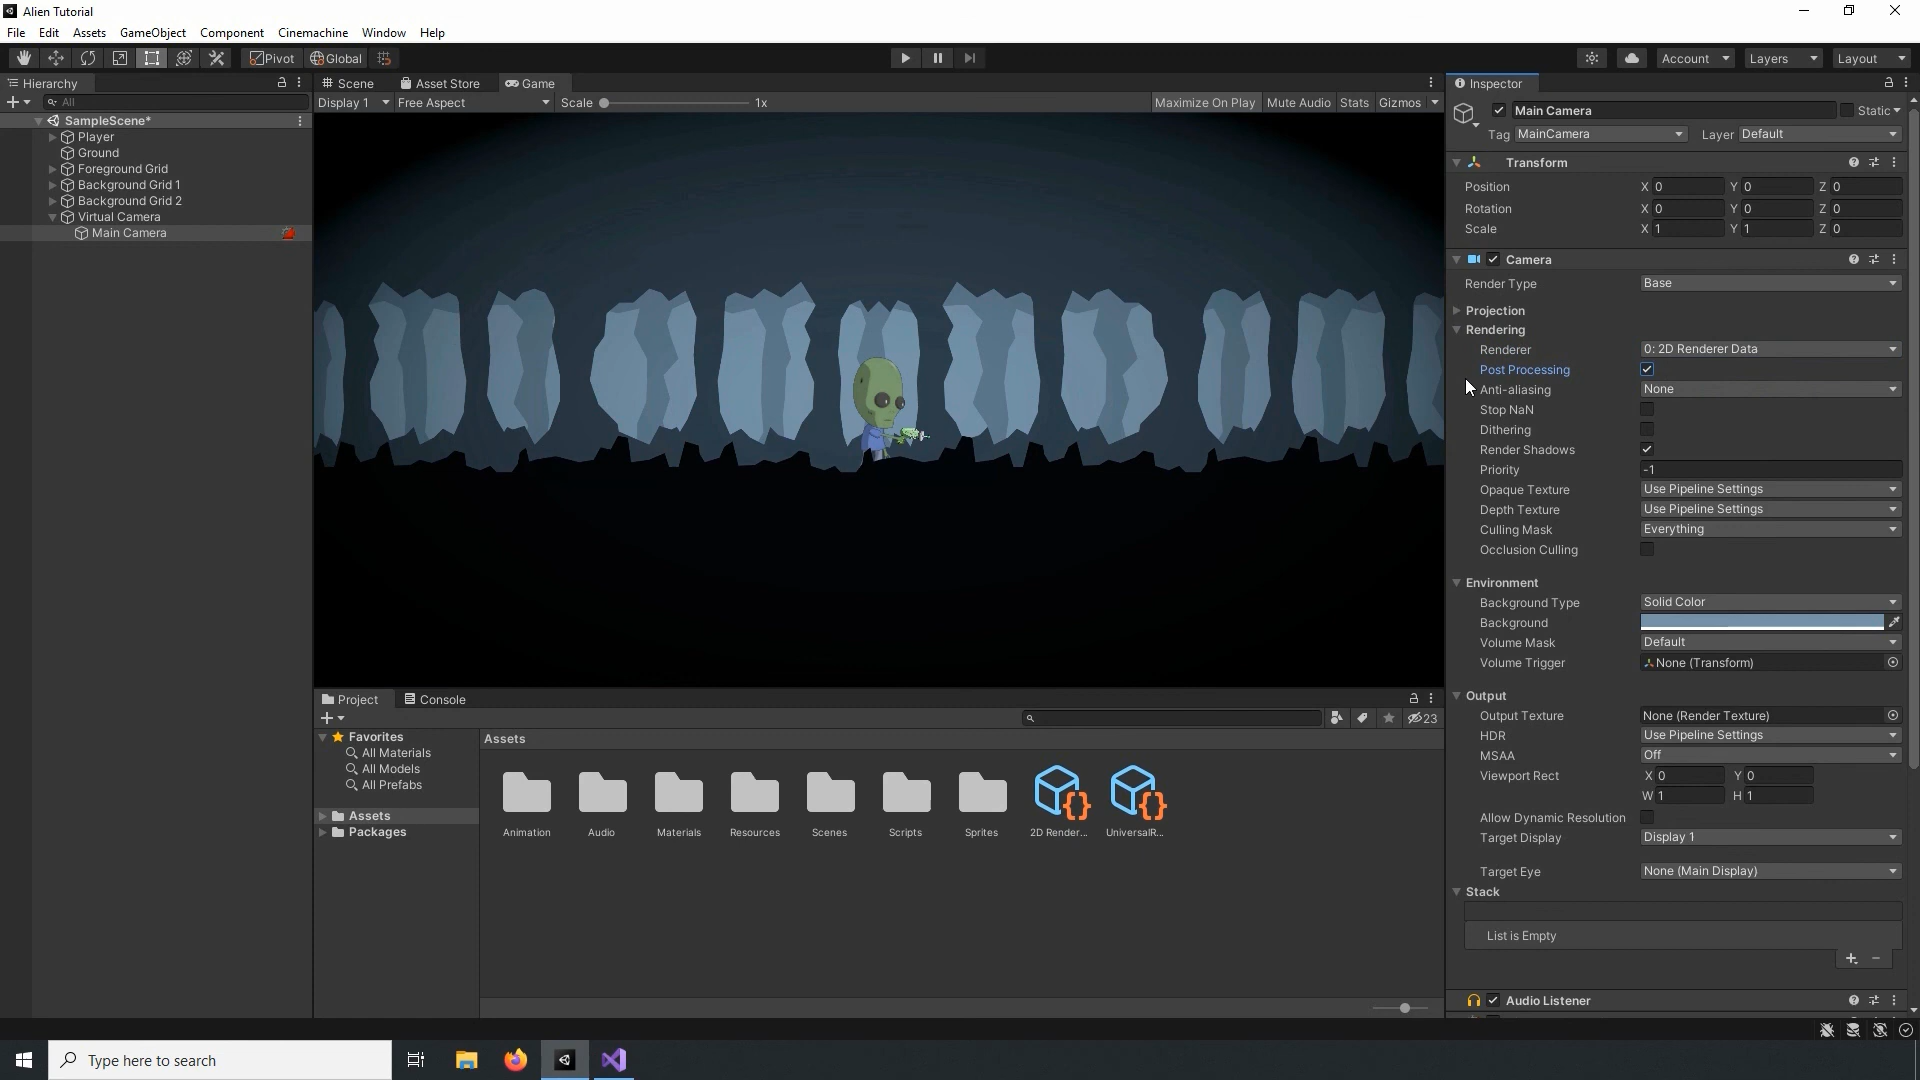 Alien Tutorial
File Edit Assets GameObject Component Cinemachine Window Help
Pivot Global
Account Layers Layout
Hierarchy
All
SampleScene*
Player
Ground
Foreground Grid
Background Grid 1
Background Grid 2
Virtual Camera
Main Camera
Scene Asset Store Game
Display 1 Free Aspect Scale 1x Maximize On Play Mute Audio Stats Gizmos
Project Console
23
Favorites
All Materials
All Models
All Prefabs
Assets
Packages
Assets
Animation Audio Materials Resources Scenes Scripts Sprites 2D Render... UniversalR...
Inspector
Main Camera Static
Tag MainCamera Layer Default
Transform
Position X 0 Y 0 Z 0
Rotation X 0 Y 0 Z 0
Scale X 1 Y 1 Z 0
Camera
Render Type Base
Projection
Rendering
Renderer 0: 2D Renderer Data
Post Processing
Anti-aliasing None
Stop NaN
Dithering
Render Shadows
Priority -1
Opaque Texture Use Pipeline Settings
Depth Texture Use Pipeline Settings
Culling Mask Everything
Occlusion Culling
Environment
Background Type Solid Color
Background
Volume Mask Default
Volume Trigger None (Transform)
Output
Output Texture None (Render Texture)
HDR Use Pipeline Settings
MSAA Off
Viewport Rect X 0 Y 0
W 1 H 1
Allow Dynamic Resolution
Target Display Display 1
Target Eye None (Main Display)
Stack
List is Empty
Audio Listener
Type here to search